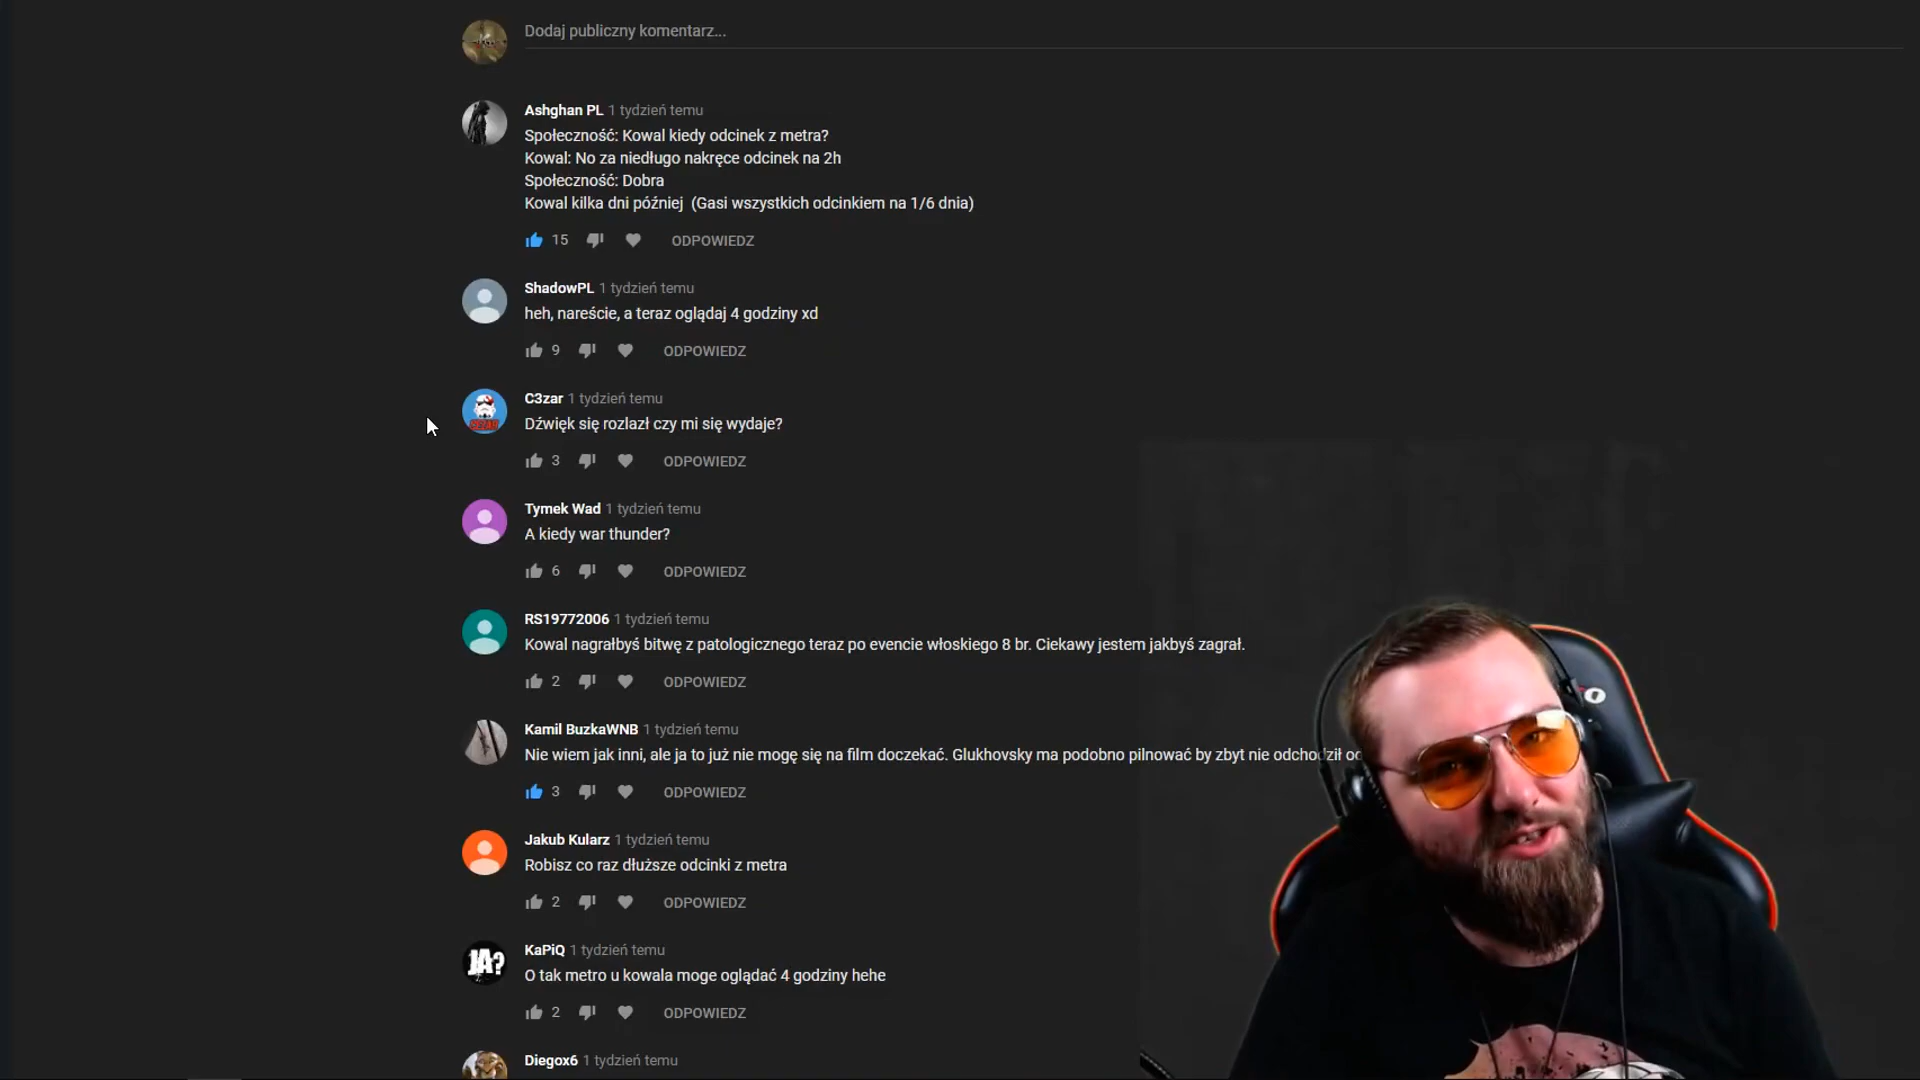 Dodaj publiczny komentarz...
Ashghan PL 1 tydzień temu
Społeczność: Kowal kiedy odcinek z metra?
Kowal: No za niedługo nakręce odcinek na 2h
Społeczność: Dobra
Kowal kilka dni później (Gasi wszystkich odcinkiem na 1/6 dnia)
15 ODPOWIEDZ
ShadowPL 1 tydzień temu
heh, nareście, a teraz oglądaj 4 godziny xd
9 ODPOWIEDZ
C3zar 1 tydzień temu
Dźwięk się rozlazł czy mi się wydaje?
3 ODPOWIEDZ
Tymek Wad 1 tydzień temu
A kiedy war thunder?
6 ODPOWIEDZ
RS19772006 1 tydzień temu
Kowal nagrałbyś bitwę z patologicznego teraz po evencie włoskiego 8 br. Ciekawy jestem jakbyś zagrał.
2 ODPOWIEDZ
Kamil BuzkaWNB 1 tydzień temu
Nie wiem jak inni, ale ja to już nie mogę się na film doczekać. Glukhovsky ma podobno pilnować by zbyt nie odchodził
3 ODPOWIEDZ
Jakub Kularz 1 tydzień temu
Robisz co raz dłuższe odcinki z metra
2 ODPOWIEDZ
JA?
KaPiQ 1 tydzień temu
O tak metro u kowala moge oglądać 4 godziny hehe
2 ODPOWIEDZ
Diegox6 1 tydzień temu